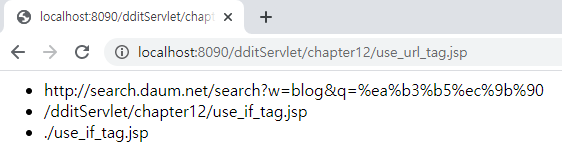 localhost:8090/dditServlet/chapt
localhost:8090/dditServlet/chapter12/use_url_tag.jsp
http://search.daum.net/search?w=blog&q=%ea%b3%b5%ec%9b%90
/dditServlet/chapter12/use_if_tag.jsp
./use_if_tag.jsp